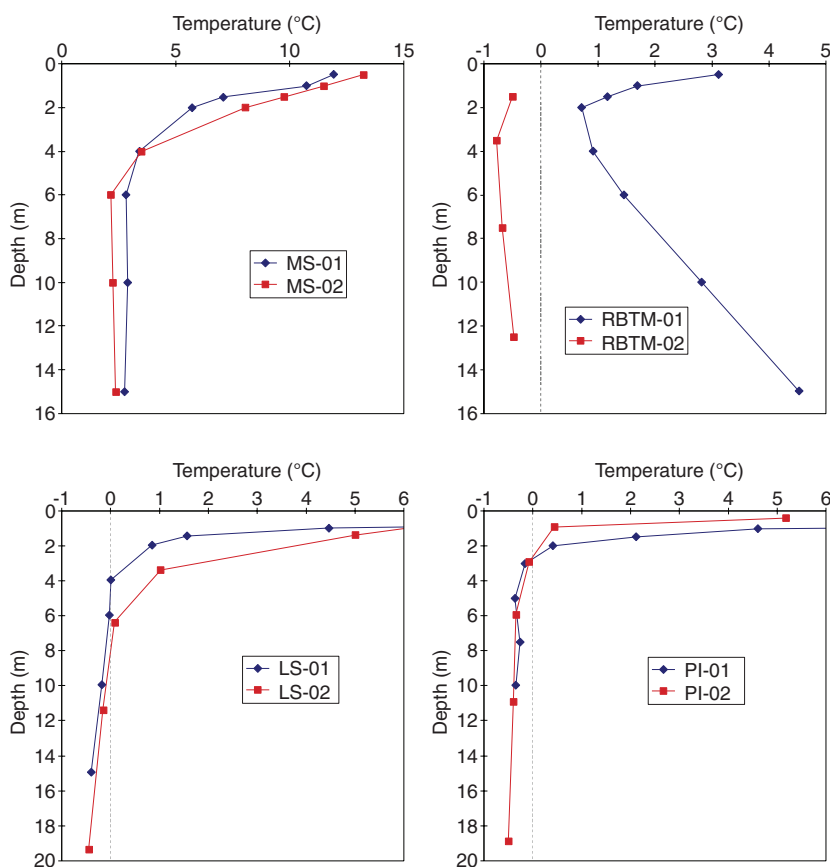 Temperature (°C)
0 5 10 15
0
2
4
6
8
10
12
14
16
Depth (m)
MS-01
MS-02
Temperature (°C)
-1 0 1 2 3 4 5
0
2
4
6
8
10
12
14
16
Depth (m)
RBTM-01
RBTM-02
Temperature (°C)
-1 0 1 2 3 4 5 6
0
2
4
6
8
10
12
14
16
18
20
Depth (m)
LS-01
LS-02
Temperature (°C)
-1 0 1 2 3 4 5 6
0
2
4
6
8
10
12
14
16
18
20
Depth (m)
PI-01
PI-02